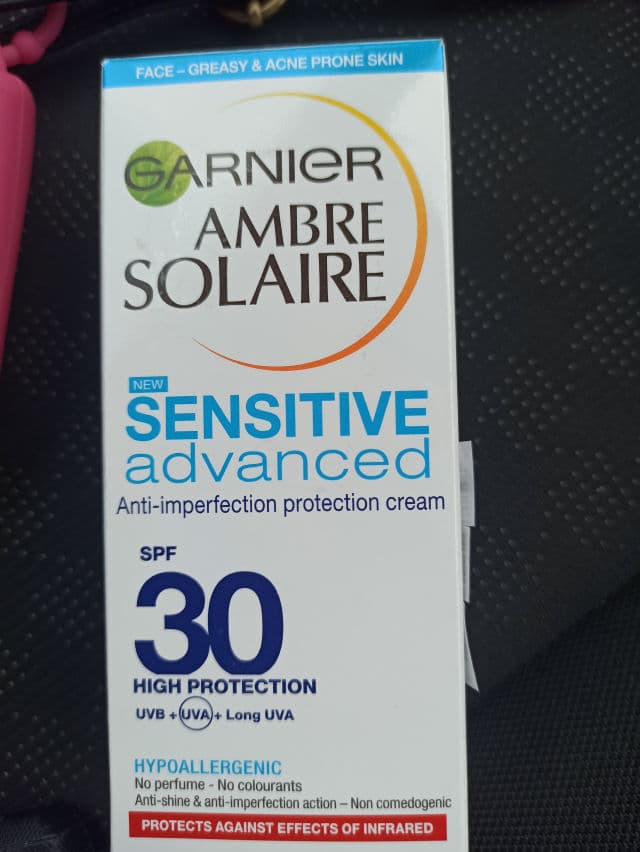 FACE – GREASY & ACNE PRONE SKIN
GARNIER
AMBRE
SOLAIRE
NEW
SENSITIVE
advanced
Anti-imperfection protection cream
SPF
30
HIGH PROTECTION
UVB + UVA + Long UVA
HYPOALLERGENIC
No perfume - No colourants
Anti-shine & anti-imperfection action – Non comedogenic
PROTECTS AGAINST EFFECTS OF INFRARED